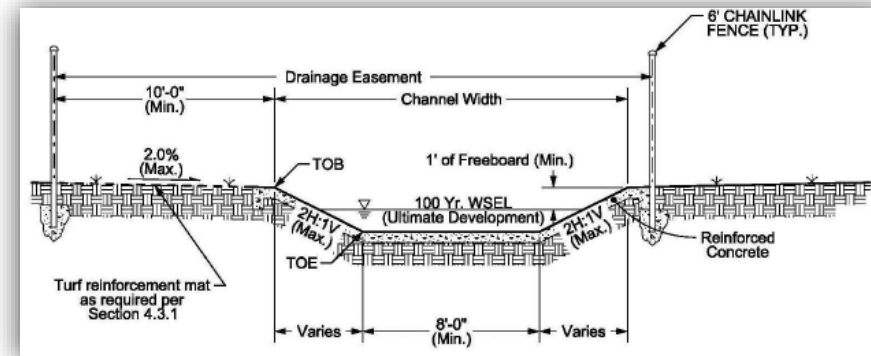 6' CHAINLINK
FENCE (TYP.)
Drainage Easement
10'-0"
(Min.)
Channel Width
2.0%
(Max.)
TOB
1' of Freeboard (Min.)
100 Yr. WSEL
(Ultimate Development)
2H:1V
(Max.)
2H:1V
(Max.)
TOE
Reinforced
Concrete
Turf reinforcement mat
as required per
Section 4.3.1
Varies
8'-0"
(Min.)
Varies